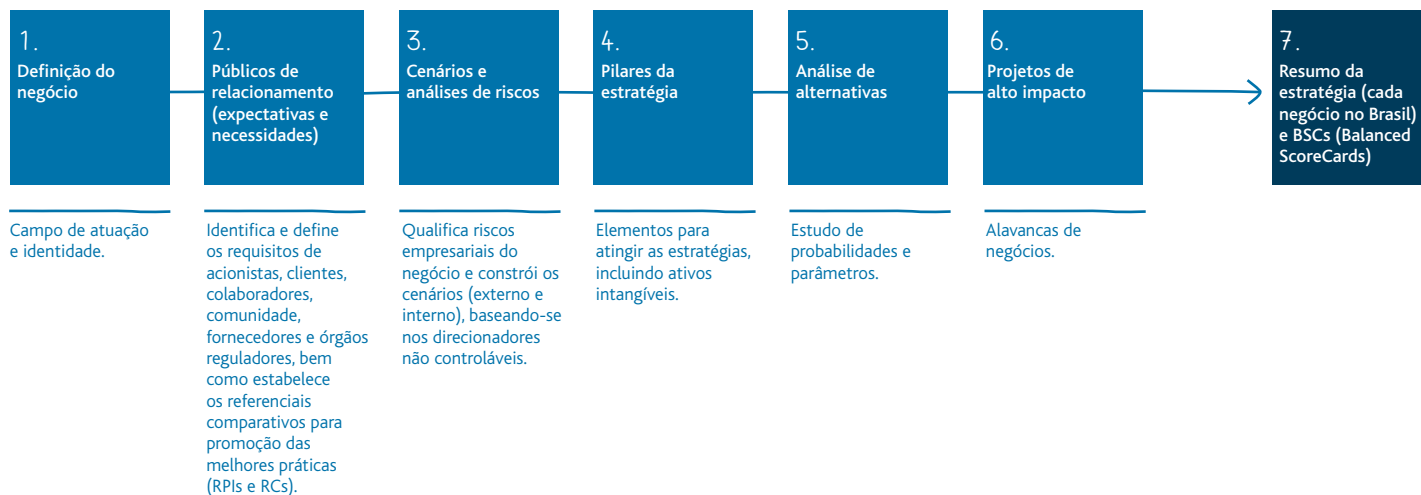 1.
Definição do
negócio
2.
Públicos de
relacionamento
(expectativas e
necessidades)
3.
Cenários e
análises de riscos
4.
Pilares da
estratégia
5.
Análise de
alternativas
6.
Projetos de
alto impacto
7.
Resumo da
estratégia (cada
negócio no Brasil)
e BSCs (Balanced
ScoreCards)
Campo de atuação
e identidade.
Identifica e define
os requisitos de
acionistas, clientes,
colaboradores,
comunidade,
fornecedores e órgãos
reguladores, bem
como estabelece
os referenciais
comparativos para
promoção das
melhores práticas
(RPIs e RCs).
Qualifica riscos
empresariais do
negócio e constrói os
cenários (externo e
interno), baseando-se
nos direcionadores
não controláveis.
Elementos para
atingir as estratégias,
incluindo ativos
intangíveis.
Estudo de
probabilidades e
parâmetros.
Alavancas de
negócios.